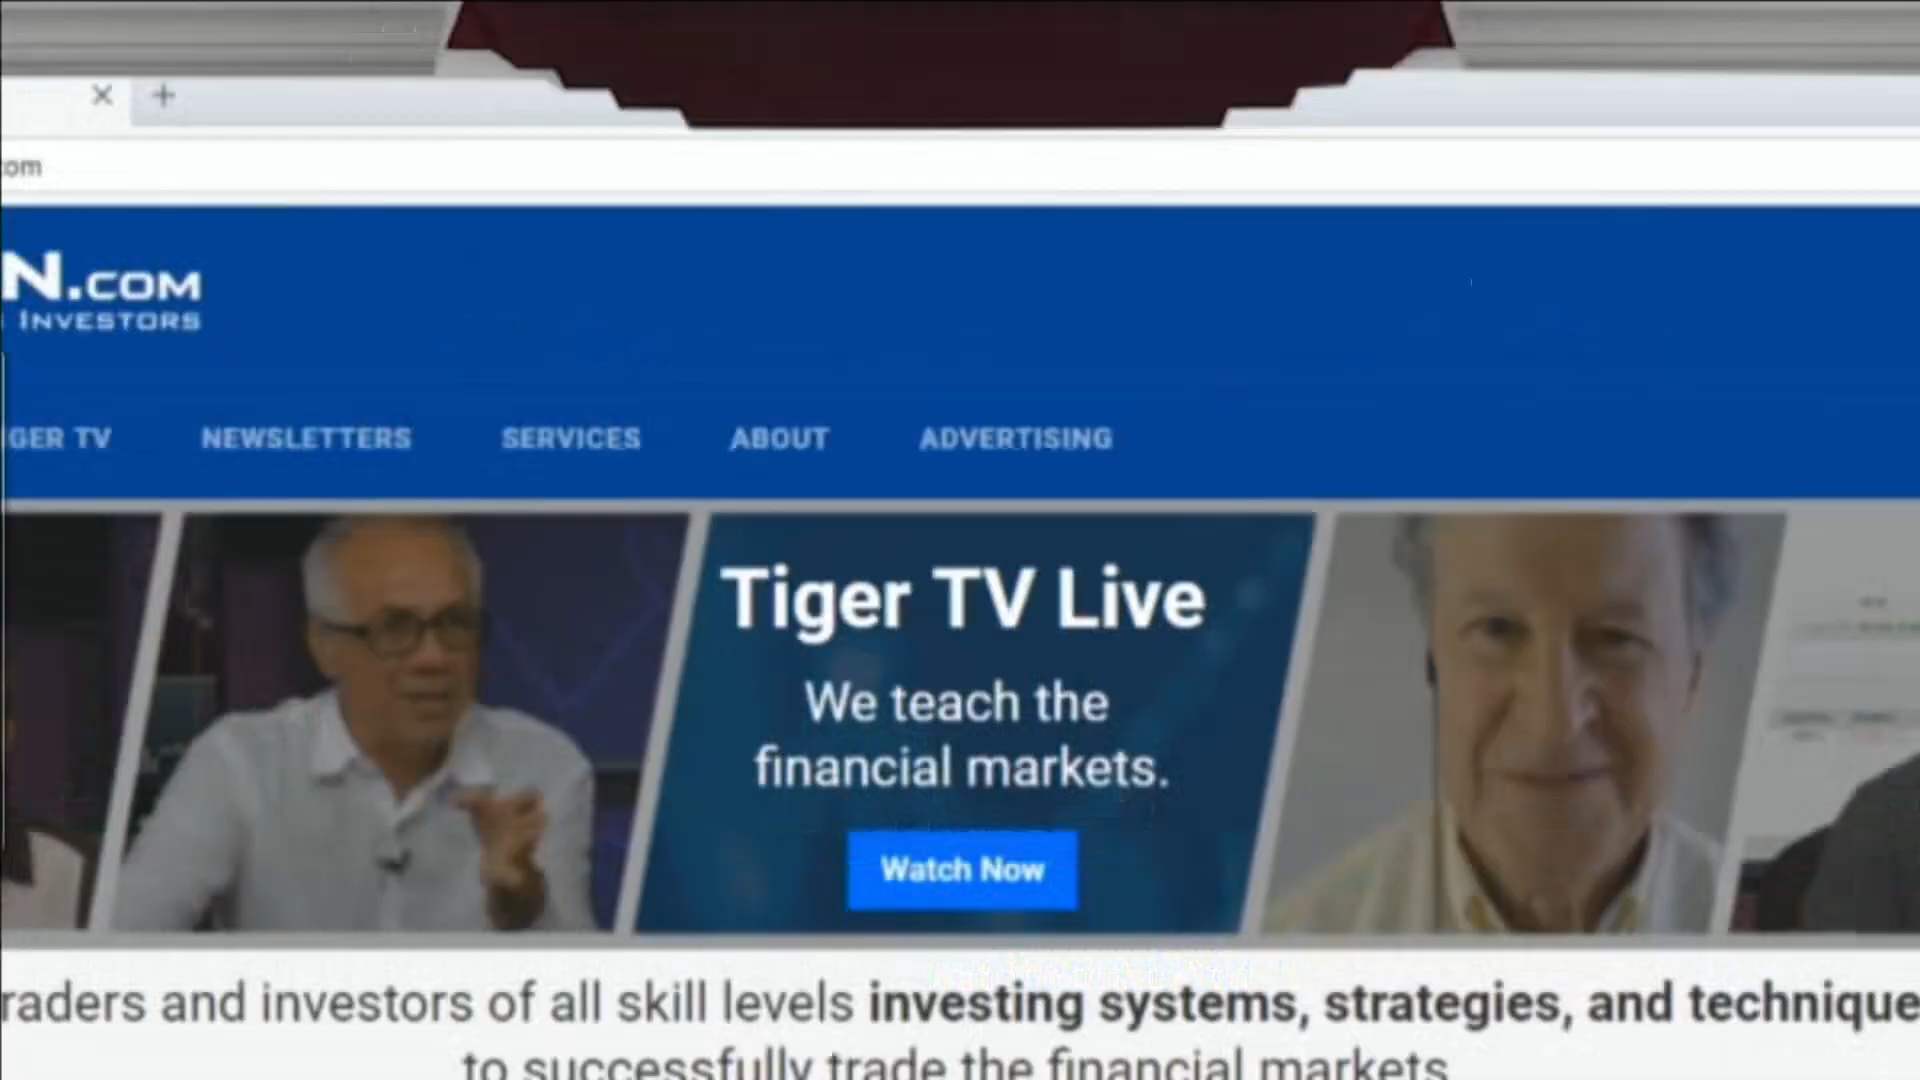 com
N.COM
INVESTORS
GER TV NEWSLETTERS SERVICES ABOUT ADVERTISING
Tiger TV Live
We teach the
financial markets.
Watch Now
raders and investors of all skill levels investing systems, strategies, and technique
to successfully trade the financial markets